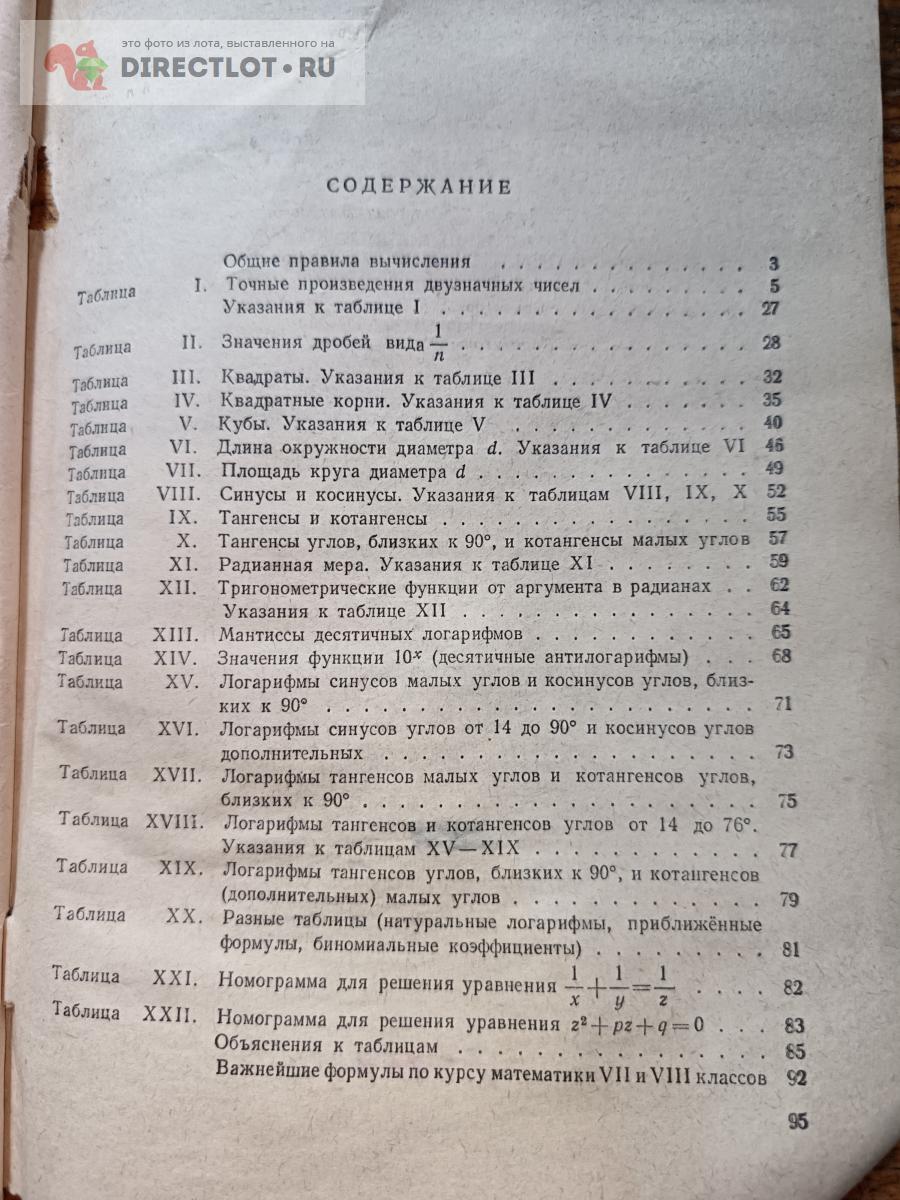 это фото из лота, выставленного на
DIRECTLOT.RU
СОДЕРЖАНИЕ
Общие правила вычисления . . . . . . . . . . . . . . 3
Таблица I. Точные произведения двузначных чисел . . . . . . . . . 5
Указания к таблице I . . . . . . . . . . . . . . . . . 27
Таблица II. Значения дробей вида 1/n . . . . . . . . . . . . . . . . 28
Таблица III. Квадраты. Указания к таблице III . . . . . . . . . . . 32
Таблица IV. Квадратные корни. Указания к таблице IV . . . . . . . 35
Таблица V. Кубы. Указания к таблице V . . . . . . . . . . . . . 40
Таблица VI. Длина окружности диаметра d. Указания к таблице VI 46
Таблица VII. Площадь круга диаметра d . . . . . . . . . . . . . . . 49
Таблица VIII. Синусы и косинусы. Указания к таблицам VIII, IX, X 52
Таблица IX. Тангенсы и котангенсы . . . . . . . . . . . . . . . . . 55
Таблица X. Тангенсы углов, близких к 90°, и котангенсы малых углов 57
Таблица XI. Радианная мера. Указания к таблице XI . . . . . . . . 59
Таблица XII. Тригонометрические функции от аргумента в радианах . . 62
Указания к таблице XII . . . . . . . . . . . . . . . . 64
Таблица XIII. Мантиссы десятичных логарифмов . . . . . . . . . . . . 65
Таблица XIV. Значения функции 10ˣ (десятичные антилогарифмы) . . . 68
Таблица XV. Логарифмы синусов малых углов и косинусов углов, близ-
ких к 90° . . . . . . . . . . . . . . . . . . . . . . 71
Таблица XVI. Логарифмы синусов углов от 14 до 90° и косинусов углов
дополнительных . . . . . . . . . . . . . . . . . . . 73
Таблица XVII. Логарифмы тангенсов малых углов и котангенсов углов,
близких к 90° . . . . . . . . . . . . . . . . . . . . 75
Таблица XVIII. Логарифмы тангенсов и котангенсов углов от 14 до 76°.
Указания к таблицам XV—XIX . . . . . . . . . . . . 77
Таблица XIX. Логарифмы тангенсов углов, близких к 90°, и котангенсов
(дополнительных) малых углов . . . . . . . . . . . . . 79
Таблица XX. Разные таблицы (натуральные логарифмы, приближённые
формулы, биномиальные коэффициенты) . . . . . . . . . 81
Таблица XXI. Номограмма для решения уравнения 1/x + 1/y = 1/z . . . . 82
Таблица XXII. Номограмма для решения уравнения z² + pz + q = 0 . . . 83
Объяснения к таблицам . . . . . . . . . . . . . . . . 85
Важнейшие формулы по курсу математики VII и VIII классов 92
95